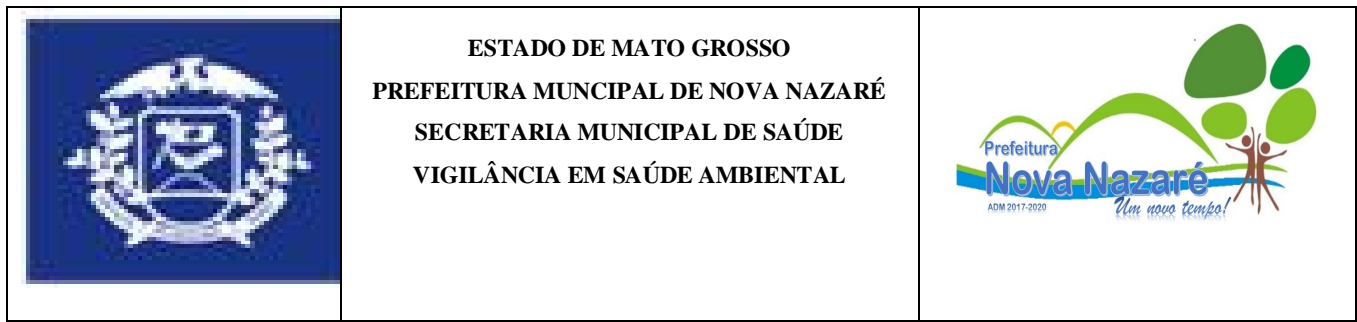 ESTADO DE MATO GROSSO
PREFEITURA MUNCIPAL DE NOVA NAZARÉ
SECRETARIA MUNICIPAL DE SAÚDE
VIGILÂNCIA EM SAÚDE AMBIENTAL
Prefeitura
Nova Nazaré
ADM 2017-2020
Um novo tempo!